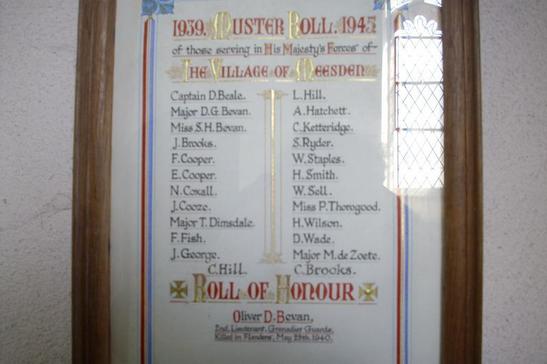 1939. MUSTER ROLL. 1945
of those serving in His Majesty's Forces of-
THE VILLAGE OF MEESDEN
Captain D.Beale.
Major D.G.Bevan.
Miss S.H.Bevan.
J.Brooks.
F.Cooper.
E.Cooper.
N.Coxall.
J.Cooze.
Major T.Dimsdale.
F.Fish.
J.George.
C.Hill.
L.Hill.
A.Hatchett.
C.Ketteridge.
S.Ryder.
W.Staples.
H.Smith.
W.Sell.
Miss P.Thorogood.
H.Wilson.
D.Wade.
Major M.de Zoete.
C.Brooks.
ROLL OF HONOUR
Oliver D.Bevan,
2nd. Lieutenant, Grenadier Guards,
Killed in Flanders, May 29th. 1940.